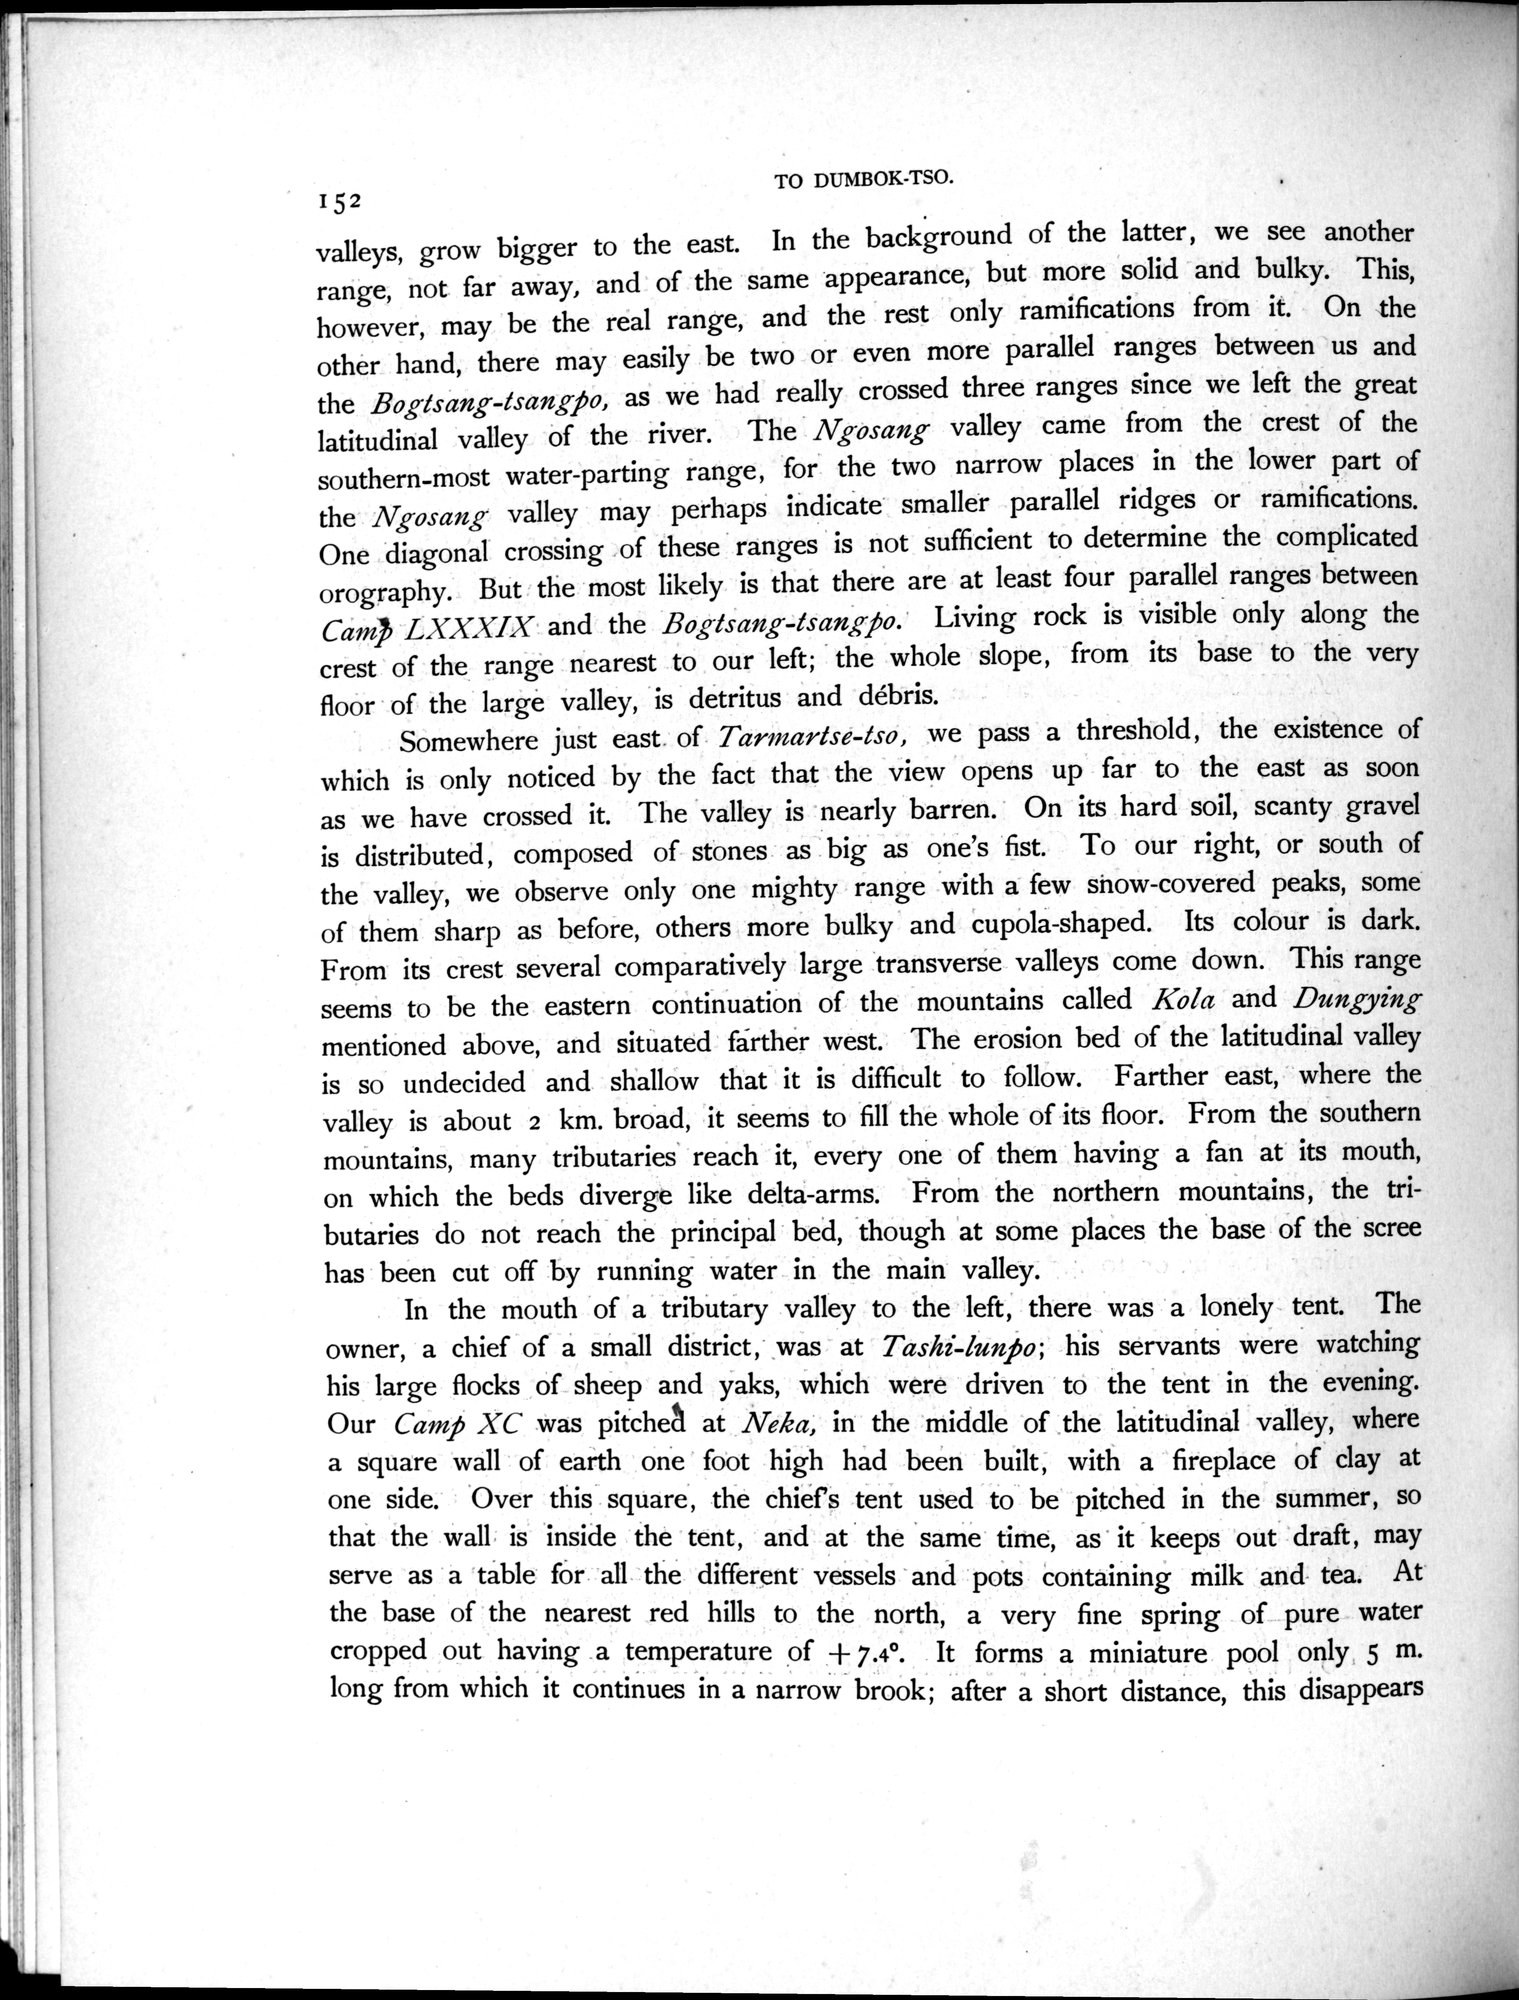 TO DUMBOK-TSO.
152
valleys, grow bigger to the east. In the background of the latter, we see another
range, not far away, and of the same appearance, but more solid and bulky. This,
however, may be the real range, and the rest only ramifications from it. On the
other hand, there may easily be two or even more parallel ranges between us and
the Bogtsang-tsangpo, as we had really crossed three ranges since we left the great
latitudinal valley of the river. The Ngosang valley came from the crest of the
southern-most water-parting range, for the two narrow places in the lower part of
the Ngosang valley may perhaps indicate smaller parallel ridges or ramifications.
One diagonal crossing of these ranges is not sufficient to determine the complicated
orography. But the most likely is that there are at least four parallel ranges between
Camp LXXXIX and the Bogtsang-tsangpo. Living rock is visible only along the
crest of the range nearest to our left; the whole slope, from its base to the very
floor of the large valley, is detritus and débris.
Somewhere just east of Tarmartse-tso, we pass a threshold, the existence of
which is only noticed by the fact that the view opens up far to the east as soon
as we have crossed it. The valley is nearly barren. On its hard soil, scanty gravel
is distributed, composed of stones as big as one's fist. To our right, or south of
the valley, we observe only one mighty range with a few snow-covered peaks, some
of them sharp as before, others more bulky and cupola-shaped. Its colour is dark.
From its crest several comparatively large transverse valleys come down. This range
seems to be the eastern continuation of the mountains called Kola and Dungying
mentioned above, and situated farther west. The erosion bed of the latitudinal valley
is so undecided and shallow that it is difficult to follow. Farther east, where the
valley is about 2 km. broad, it seems to fill the whole of its floor. From the southern
mountains, many tributaries reach it, every one of them having a fan at its mouth,
on which the beds diverge like delta-arms. From the northern mountains, the tri-
butaries do not reach the principal bed, though at some places the base of the scree
has been cut off by running water in the main valley.
In the mouth of a tributary valley to the left, there was a lonely tent. The
owner, a chief of a small district, was at Tashi-lunpo; his servants were watching
his large flocks of sheep and yaks, which were driven to the tent in the evening.
Our Camp XC was pitched at Neka, in the middle of the latitudinal valley, where
a square wall of earth one foot high had been built, with a fireplace of clay at
one side. Over this square, the chief's tent used to be pitched in the summer, so
that the wall is inside the tent, and at the same time, as it keeps out draft, may
serve as a table for all the different vessels and pots containing milk and tea. At
the base of the nearest red hills to the north, a very fine spring of pure water
cropped out having a temperature of +7.4°. It forms a miniature pool only 5 m.
long from which it continues in a narrow brook; after a short distance, this disappears